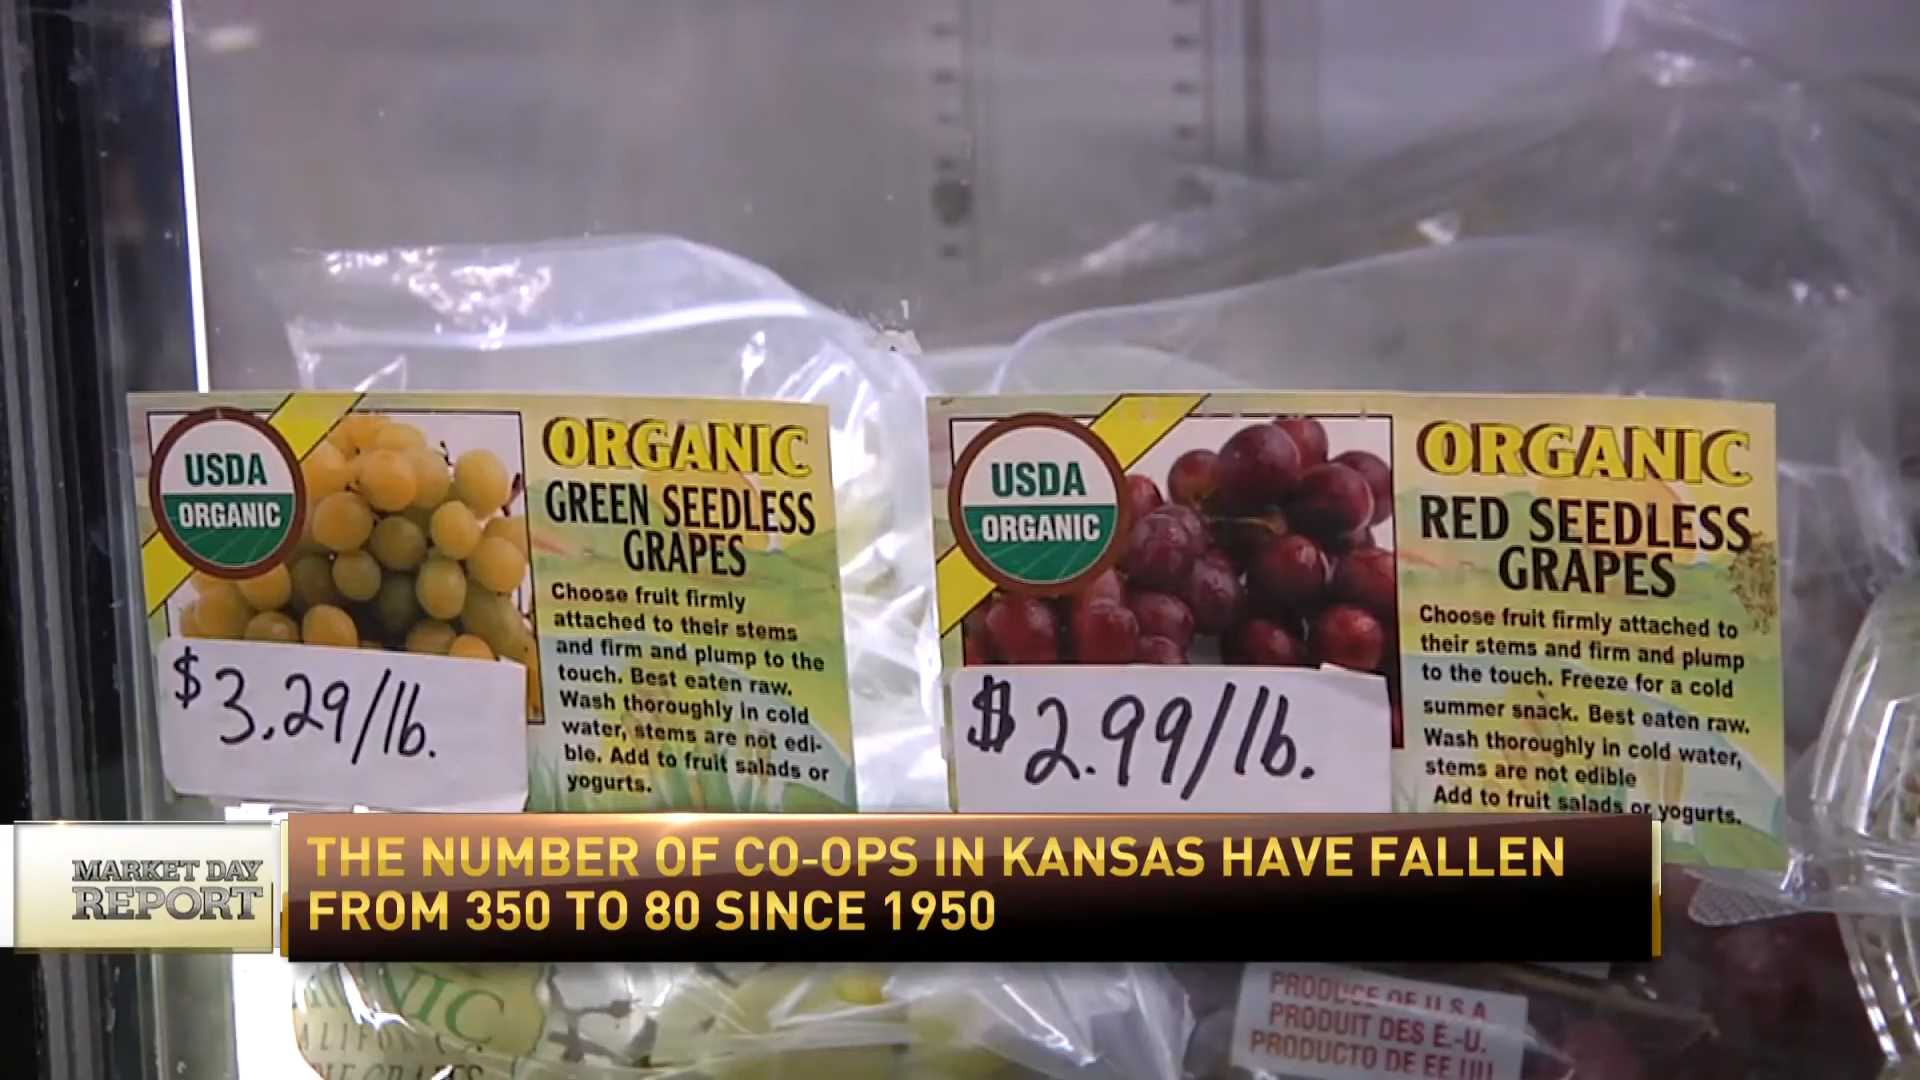 USDA
ORGANIC
ORGANIC
GREEN SEEDLESS
GRAPES
Choose fruit firmly
attached to their stems
and firm and plump to the
touch. Best eaten raw.
Wash thoroughly in cold
water, stems are not edi-
ble. Add to fruit salads or
yogurts.
$3.29/lb.
USDA
ORGANIC
ORGANIC
RED SEEDLESS
GRAPES
Choose fruit firmly attached to
their stems and firm and plump
to the touch. Freeze for a cold
summer snack. Best eaten raw.
Wash thoroughly in cold water,
stems are not edible
Add to fruit salads or yogurts.
$2.99/lb.
MARKET DAY
REPORT
THE NUMBER OF CO-OPS IN KANSAS HAVE FALLEN
FROM 350 TO 80 SINCE 1950
PRODUCE OF U.S.A.
PRODUIT DES É.-U.
PRODUCTO DE EE UU